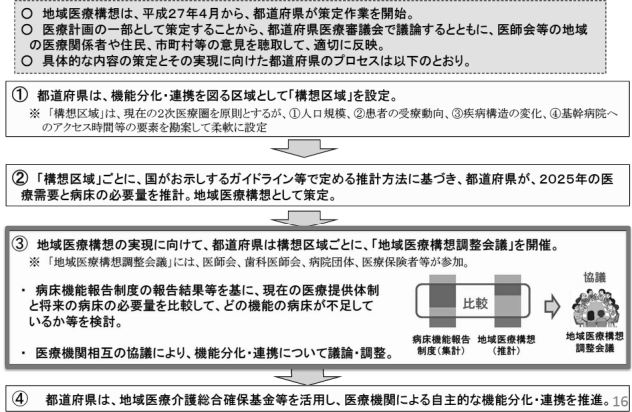 ○ 地域医療構想は、平成27年4月から、都道府県が策定作業を開始。
○ 医療計画の一部として策定することから、都道府県医療審議会で議論するとともに、医師会等の地域
の医療関係者や住民、市町村等の意見を聴取して、適切に反映。
○ 具体的な内容の策定とその実現に向けた都道府県のプロセスは以下のとおり。
① 都道府県は、機能分化・連携を図る区域として「構想区域」を設定。
※ 「構想区域」は、現在の2次医療圏を原則とするが、①人口規模、②患者の受療動向、③疾病構造の変化、④基幹病院へ
のアクセス時間等の要素を勘案して柔軟に設定
② 「構想区域」ごとに、国がお示しするガイドライン等で定める推計方法に基づき、都道府県が、2025年の医
療需要と病床の必要量を推計。地域医療構想として策定。
③ 地域医療構想の実現に向けて、都道府県は構想区域ごとに、「地域医療構想調整会議」を開催。
※ 「地域医療構想調整会議」には、医師会、歯科医師会、病院団体、医療保険者等が参加。
・ 病床機能報告制度の報告結果等を基に、現在の医療提供体制
と将来の病床の必要量を比較して、どの機能の病床が不足して
いるか等を検討。
・ 医療機関相互の協議により、機能分化・連携について議論・調整。
比較
病床機能報告
制度(集計)
地域医療構想
(推計)
協議
地域医療構想
調整会議
④ 都道府県は、地域医療介護総合確保基金等を活用し、医療機関による自主的な機能分化・連携を推進。
16